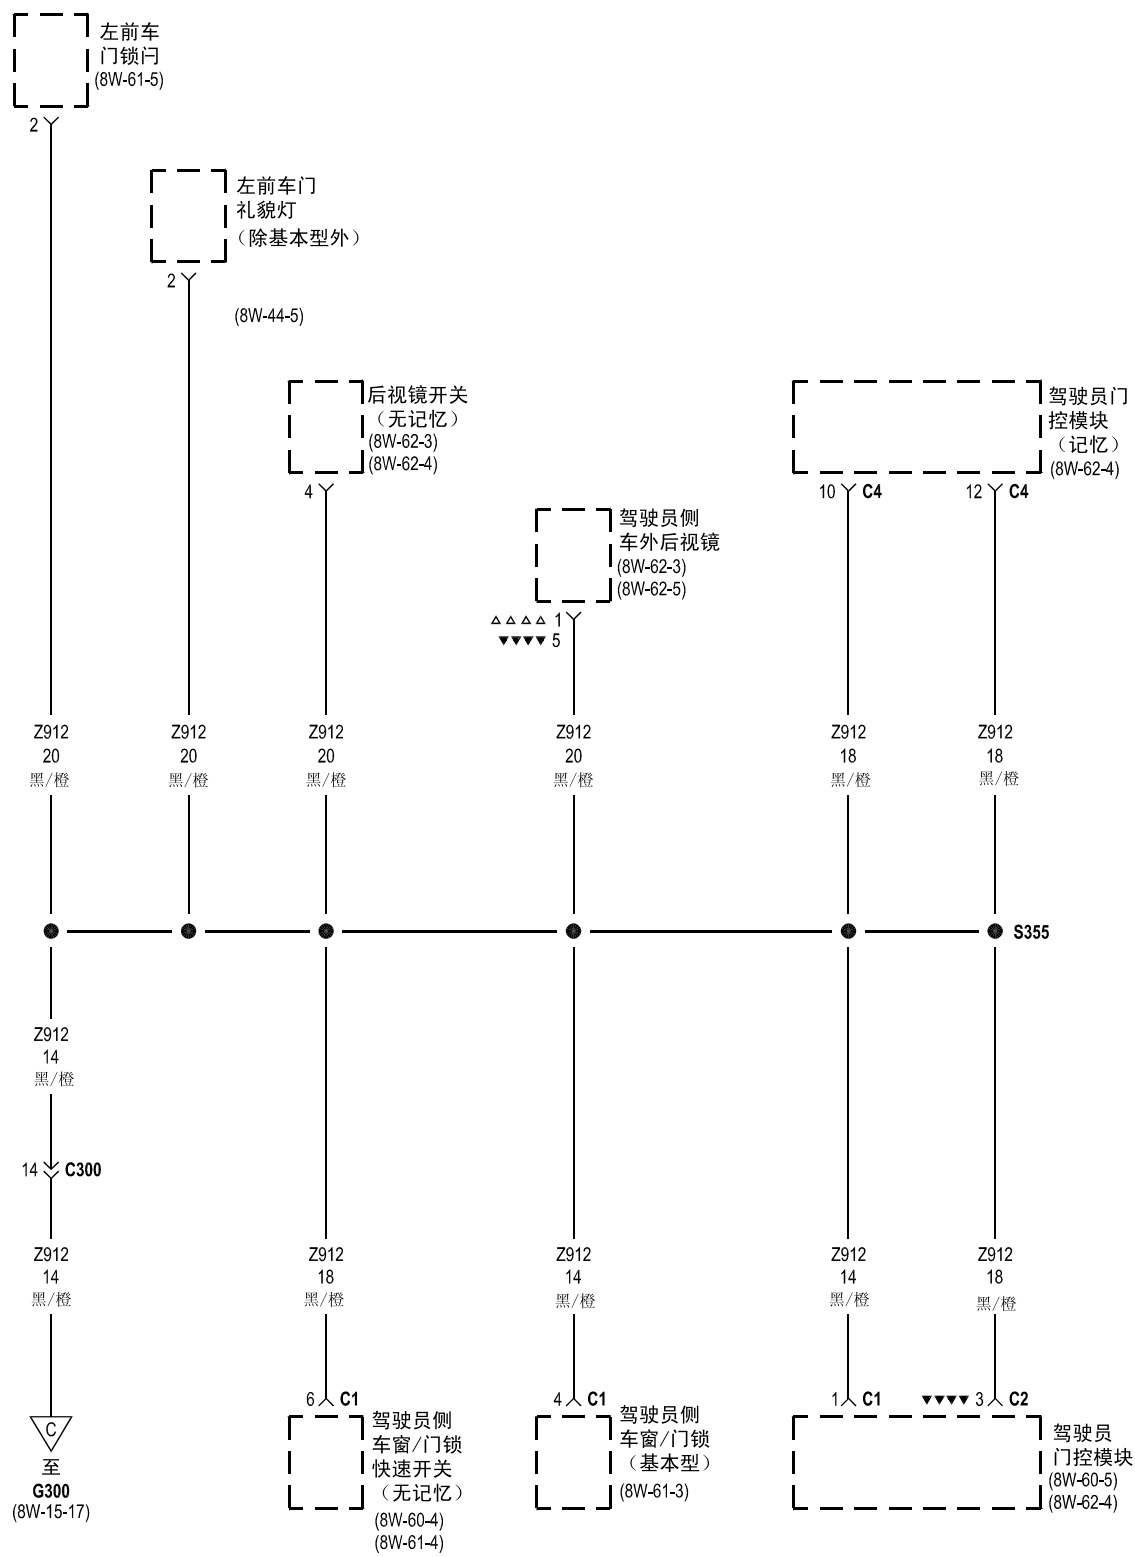 左前车
门锁闩
(8W-61-5)
2
左前车门
礼貌灯
（除基本型外）
2
(8W-44-5)
后视镜开关
（无记忆）
(8W-62-3)
(8W-62-4)
4
驾驶员门
控模块
（记忆）
(8W-62-4)
10 C4
12 C4
驾驶员侧
车外后视镜
(8W-62-3)
(8W-62-5)
1
5
Z912
20
黑/橙
Z912
20
黑/橙
Z912
20
黑/橙
Z912
20
黑/橙
Z912
18
黑/橙
Z912
18
黑/橙
S355
Z912
14
黑/橙
14 C300
Z912
14
黑/橙
Z912
18
黑/橙
Z912
14
黑/橙
Z912
14
黑/橙
Z912
18
黑/橙
C
至
G300
(8W-15-17)
6 C1
驾驶员侧
车窗/门锁
快速开关
（无记忆）
(8W-60-4)
(8W-61-4)
4 C1
驾驶员侧
车窗/门锁
（基本型）
(8W-61-3)
1 C1
3 C2
驾驶员
门控模块
(8W-60-5)
(8W-62-4)